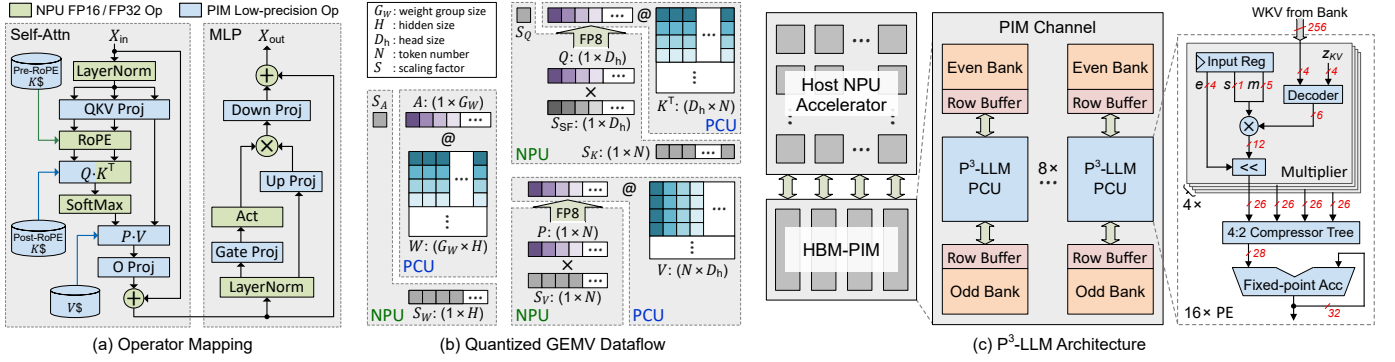 NPU FP16/FP32 Op
PIM Low-precision Op
Self-Attn
X_in
MLP
X_out
Pre-RoPE
K$
LayerNorm
QKV Proj
RoPE
Q·K^T
SoftMax
Post-RoPE
K$
P·V
O Proj
V$
+
+
Down Proj
×
Up Proj
Act
Gate Proj
LayerNorm
(a) Operator Mapping
G_W: weight group size
H: hidden size
D_h: head size
N: token number
S: scaling factor
S_A
A: (1 × G_W)
@
W: (G_W × H)
PCU
NPU
S_W: (1 × H)
S_Q
@
FP8
Q: (1 × D_h)
×
S_SF: (1 × D_h)
K^T: (D_h × N)
PCU
NPU
S_K: (1 × N)
@
FP8
P: (1 × N)
×
S_V: (1 × N)
V: (N × D_h)
NPU
PCU
(b) Quantized GEMV Dataflow
Host NPU
Accelerator
HBM-PIM
PIM Channel
Even Bank
Row Buffer
P³-LLM
PCU
Row Buffer
Odd Bank
8×
...
Even Bank
Row Buffer
P³-LLM
PCU
Row Buffer
Odd Bank
WKV from Bank
256
Input Reg
z_KV
e 4 s 1 m 5
4
4
Decoder
6
×
12
<<
Multiplier
4×
26 26 26 26
4:2 Compressor Tree
28
Fixed-point Acc
32
16× PE
(c) P³-LLM Architecture